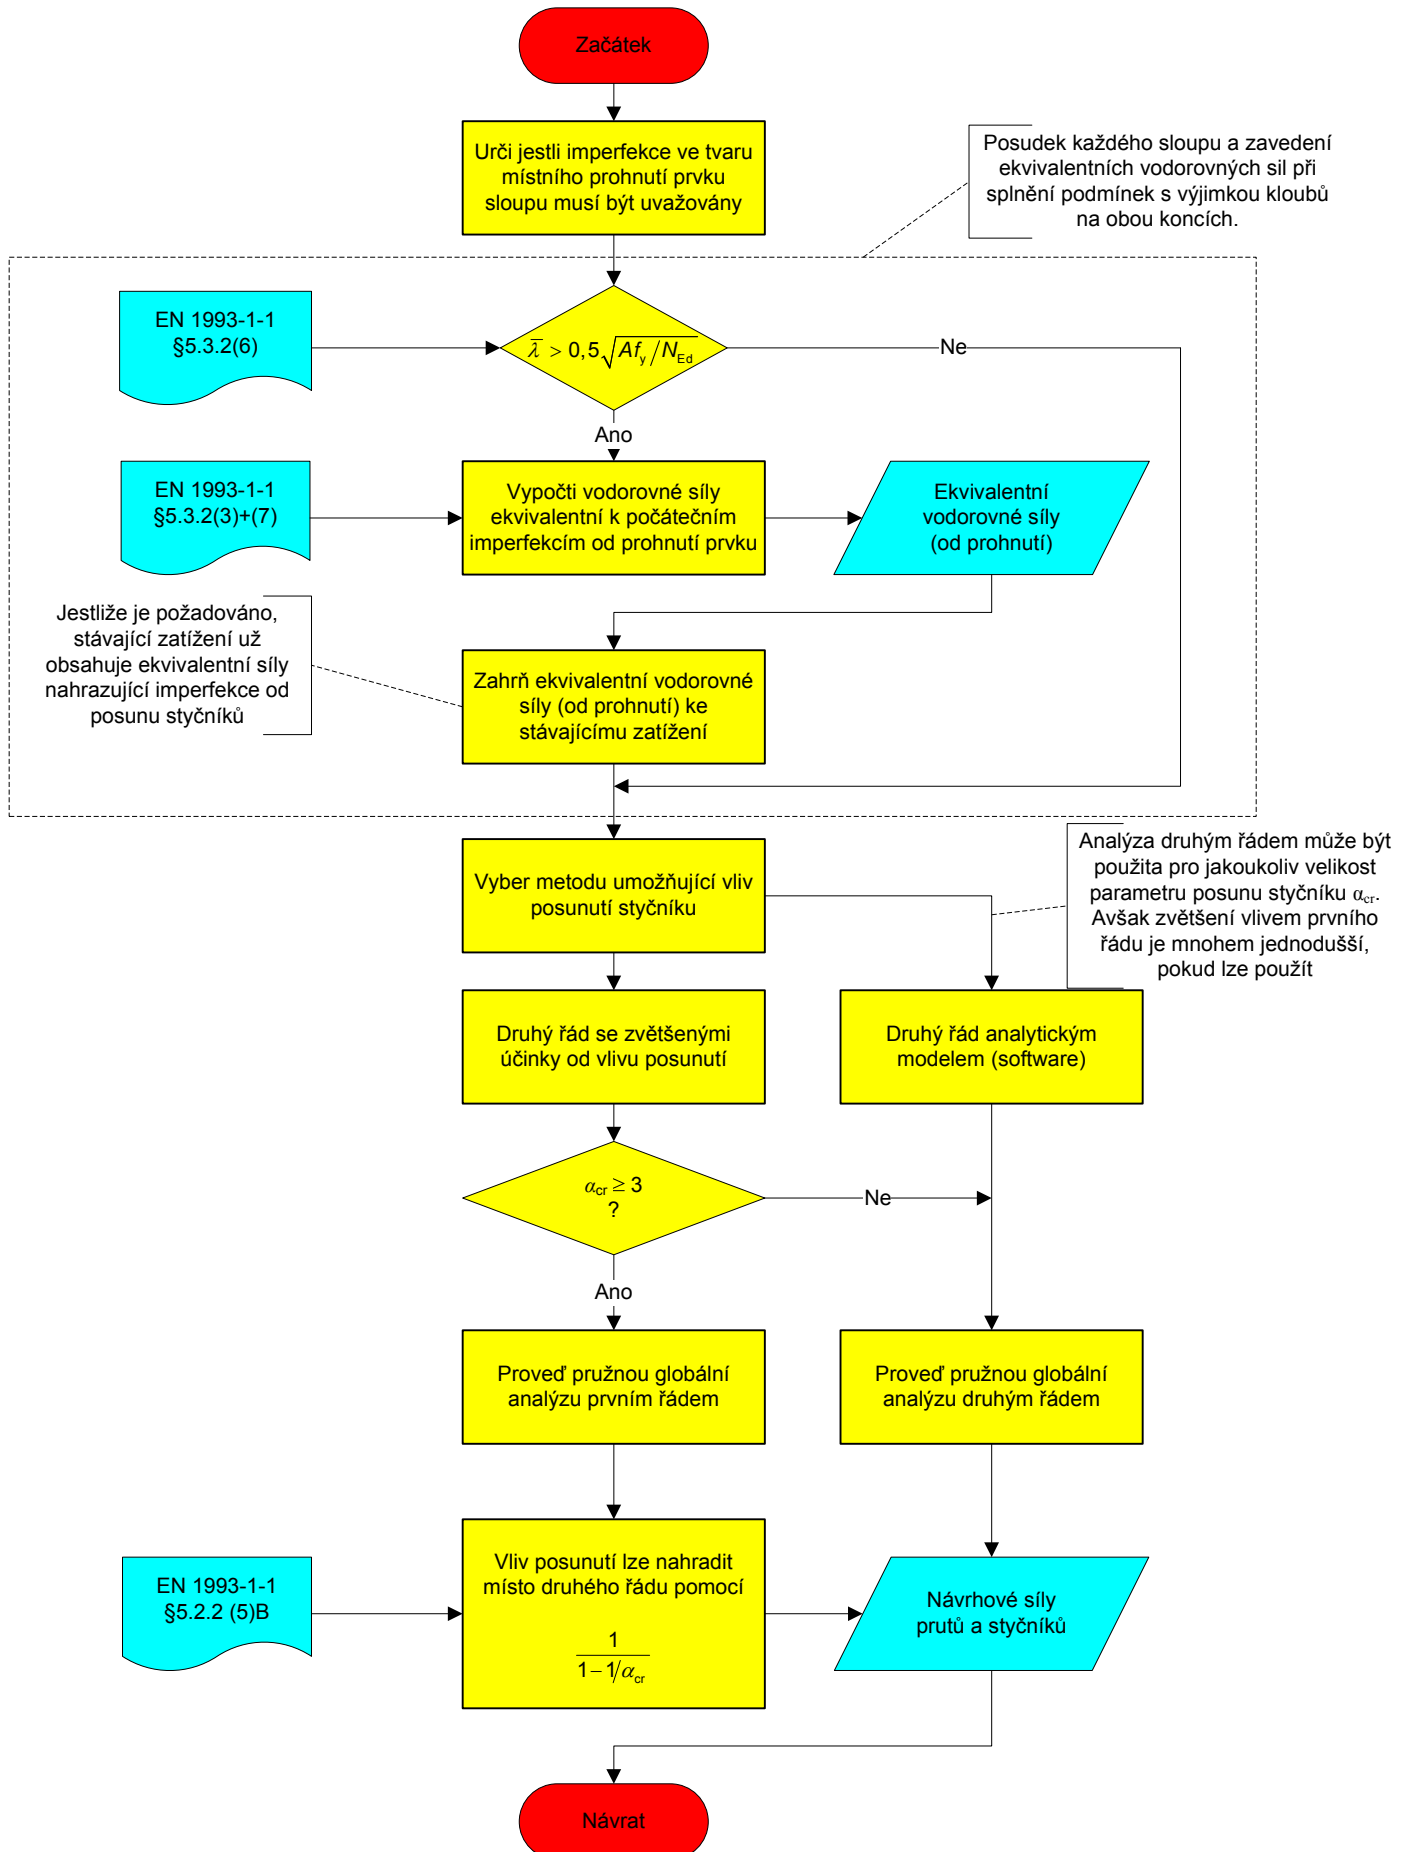 Začátek
Urči jestli imperfekce ve tvaru
místního prohnutí prvku
sloupu musí být uvažovány
Posudek každého sloupu a zavedení
ekvivalentních vodorovných sil při
splnění podmínek s výjimkou kloubů
na obou koncích.
EN 1993-1-1
§5.3.2(6)
λ̅ > 0,5√(Af_y/N_Ed)
Ne
Ano
EN 1993-1-1
§5.3.2(3)+(7)
Vypočti vodorovné síly
ekvivalentní k počátečním
imperfekcím od prohnutí prvku
Ekvivalentní
vodorovné síly
(od prohnutí)
Jestliže je požadováno,
stávající zatížení už
obsahuje ekvivalentní síly
nahrazující imperfekce od
posunu styčníků
Zahrň ekvivalentní vodorovné
síly (od prohnutí) ke
stávajícímu zatížení
Vyber metodu umožňující vliv
posunutí styčníku
Analýza druhým řádem může být
použita pro jakoukoliv velikost
parametru posunu styčníku α_cr.
Avšak zvětšení vlivem prvního
řádu je mnohem jednodušší,
pokud lze použít
Druhý řád se zvětšenými
účinky od vlivu posunutí
Druhý řád analytickým
modelem (software)
α_cr ≥ 3
?
Ne
Ano
Proveď pružnou globální
analýzu prvním řádem
Proveď pružnou globální
analýzu druhým řádem
EN 1993-1-1
§5.2.2 (5)B
Vliv posunutí lze nahradit
místo druhého řádu pomocí
1
1−1/α_cr
Návrhové síly
prutů a styčníků
Návrat